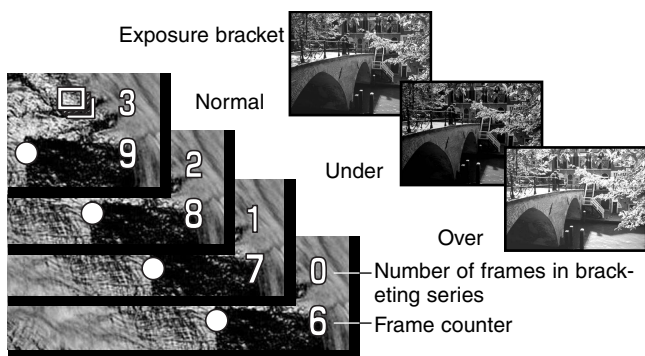 Exposure bracket
Normal
Under
Over
3
9
2
8
1
7
0
6
Number of frames in brack-
eting series
Frame counter